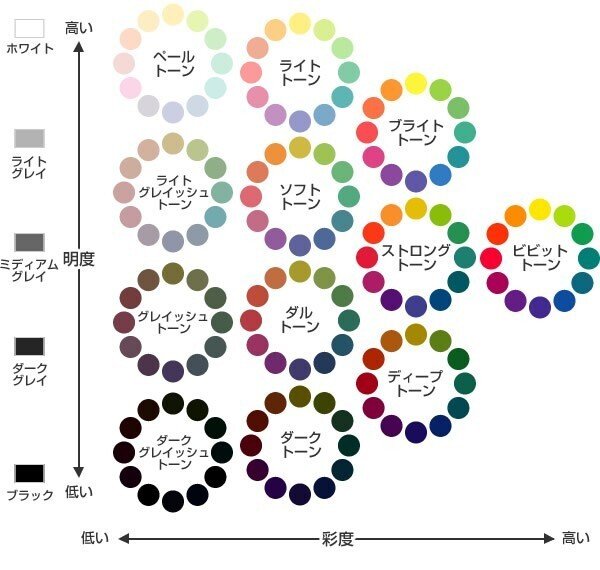 ホワイト
高い
ペール
トーン
ライト
トーン
ブライト
トーン
ライト
グレイ
ライト
グレイッシュ
トーン
ソフト
トーン
ストロング
トーン
ビビット
トーン
明度
ミディアム
グレイ
グレイッシュ
トーン
ダル
トーン
ディープ
トーン
ダーク
グレイ
ダーク
グレイッシュ
トーン
ダーク
トーン
ブラック
低い
低い
彩度
高い